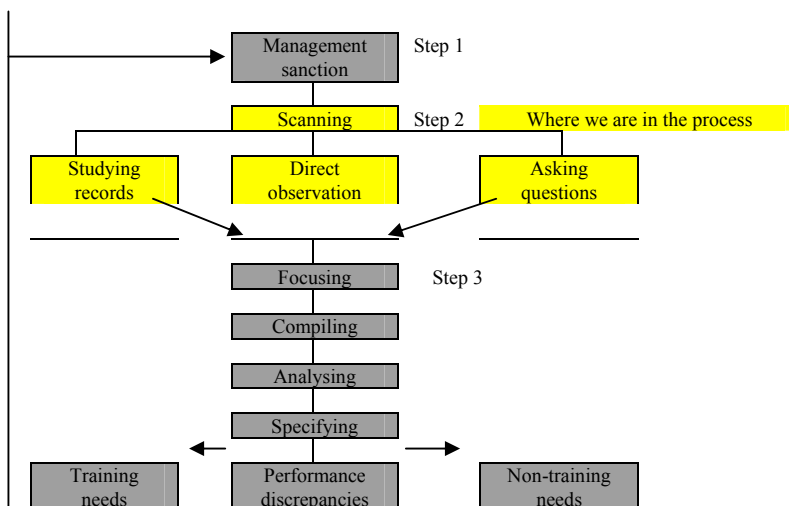 Management Step 1
sanction
Scanning Step 2 Where we are in the process
Studying Direct Asking
records observation questions
Focusing Step 3
Compiling
Analysing
Specifying
Training Performance Non-training
needs discrepancies needs